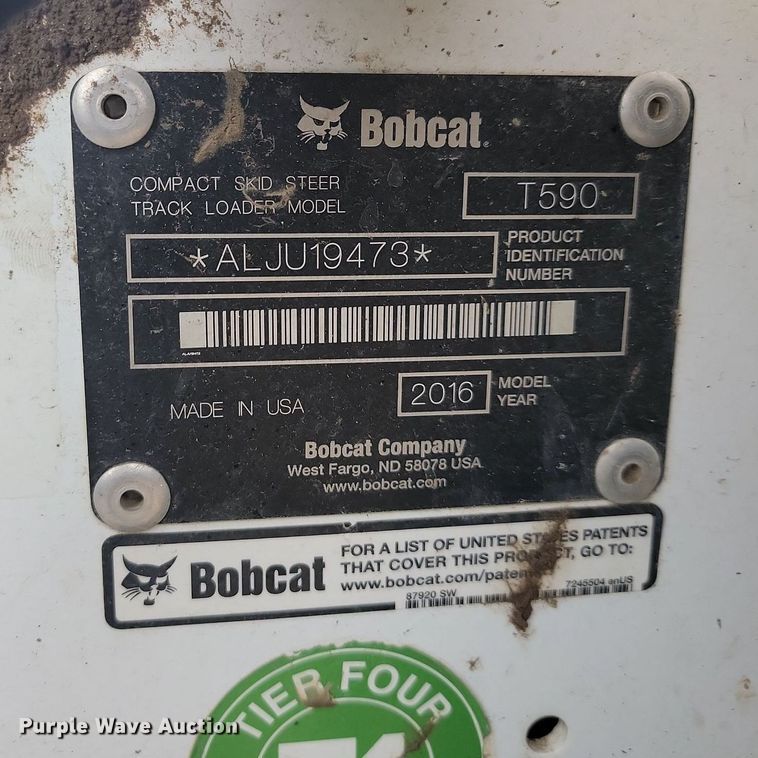 Bobcat®
COMPACT SKID STEER
TRACK LOADER MODEL
T590
*ALJU19473*
PRODUCT
IDENTIFICATION
NUMBER
MADE IN USA
2016
MODEL
YEAR
Bobcat Company
West Fargo, ND 58078 USA
www.bobcat.com
Bobcat
FOR A LIST OF UNITED STATES PATENTS
THAT COVER THIS PRODUCT, GO TO:
www.bobcat.com/patents
87920 SW
7245504 enUS
TIER FOUR
Purple Wave Auction